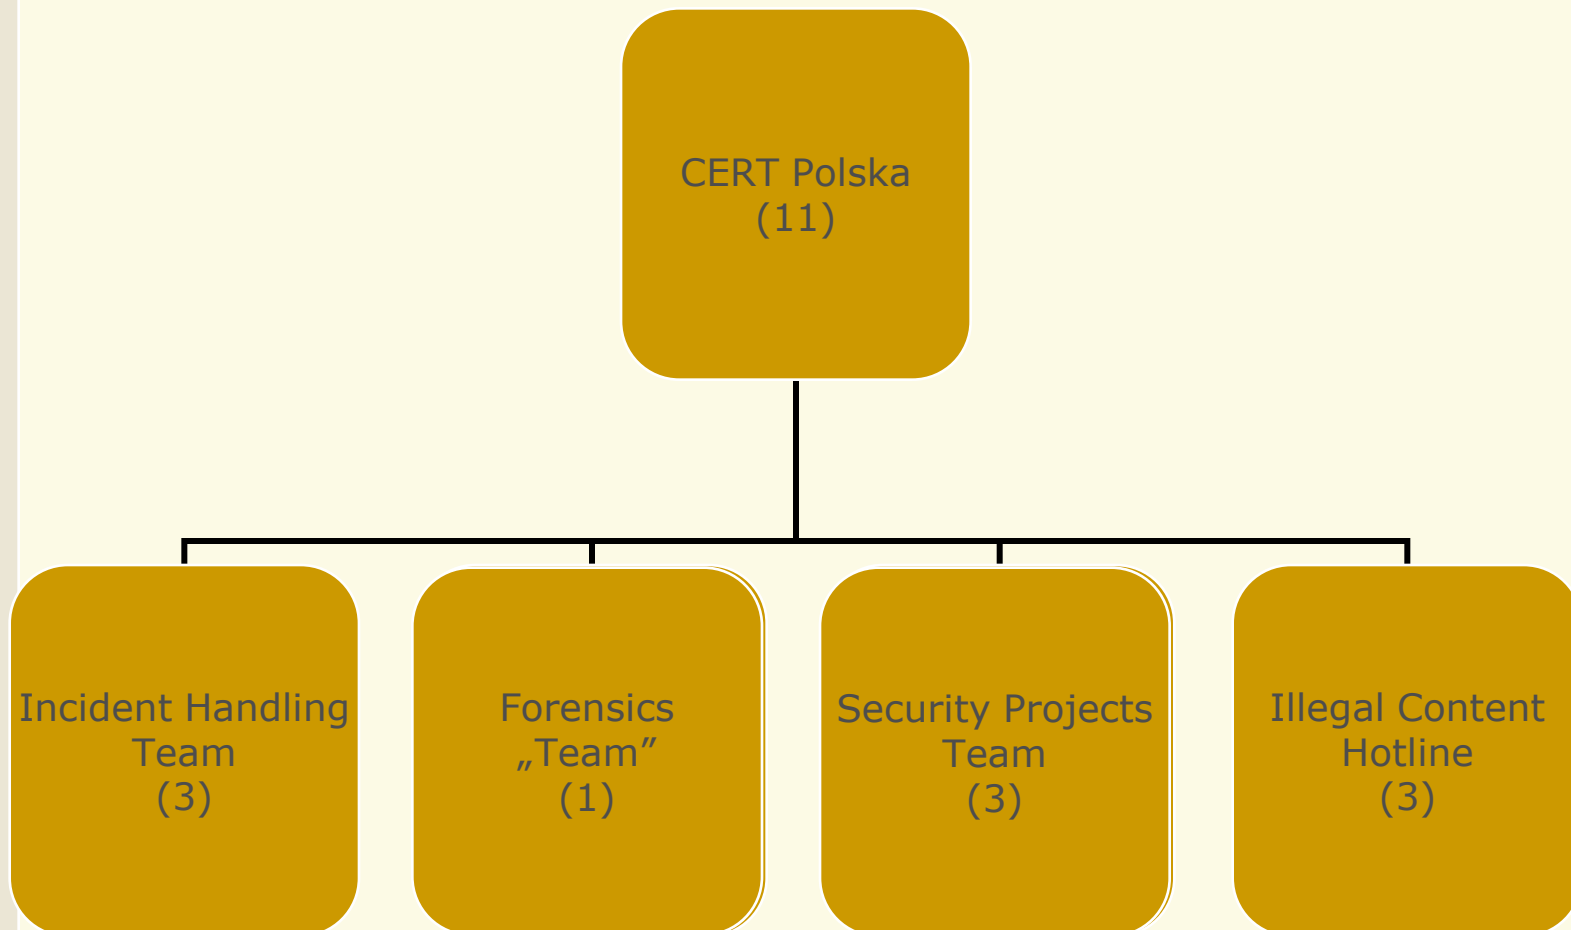 CERT Polska
(11)
Incident Handling
Team
(3)
Forensics
„Team”
(1)
Security Projects
Team
(3)
Illegal Content
Hotline
(3)